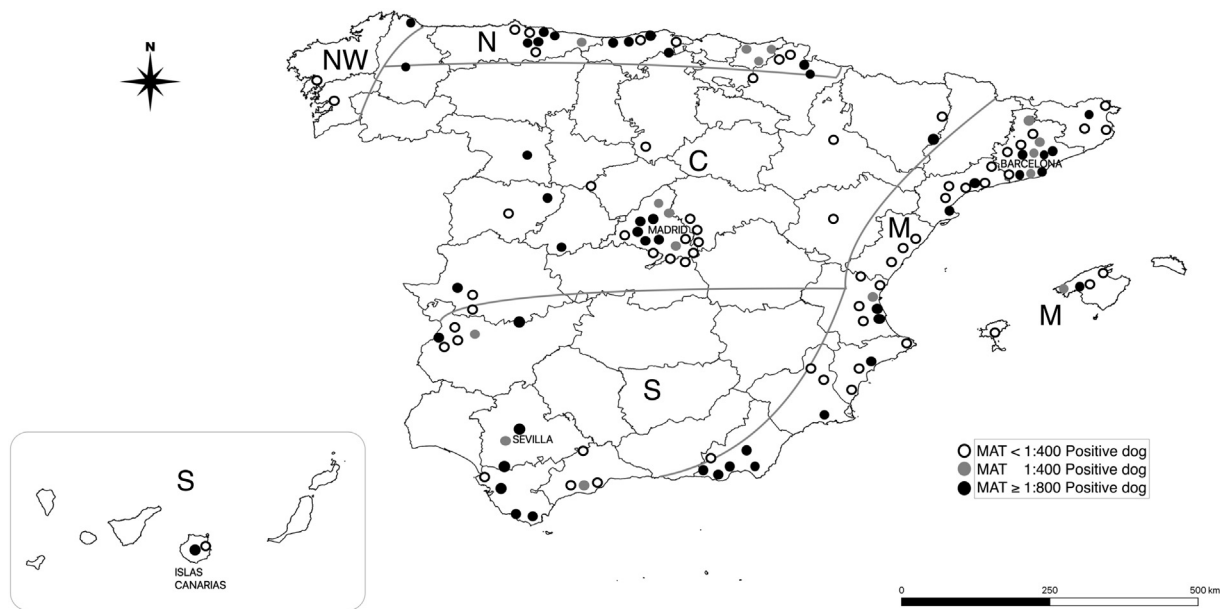 N
NW
N
C
BARCELONA
M
MADRID
M
S
SEVILLA
S
ISLAS
CANARIAS
MAT < 1:400 Positive dog
MAT 1:400 Positive dog
MAT ≥ 1:800 Positive dog
0 250 500 km